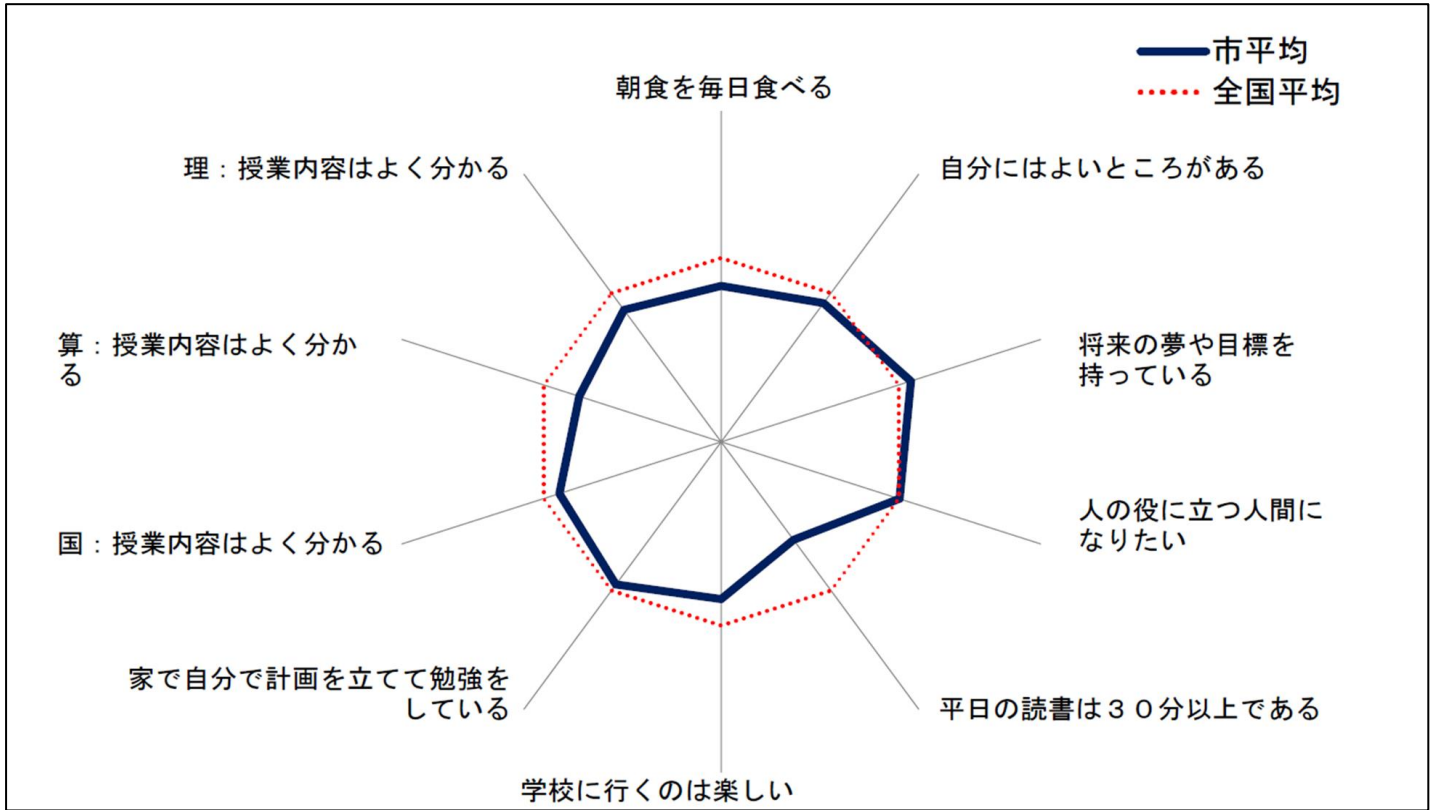 市平均
全国平均
朝食を毎日食べる
自分にはよいところがある
将来の夢や目標を
持っている
人の役に立つ人間に
なりたい
平日の読書は３０分以上である
学校に行くのは楽しい
家で自分で計画を立てて勉強を
している
国：授業内容はよく分かる
算：授業内容はよく分か
る
理：授業内容はよく分かる